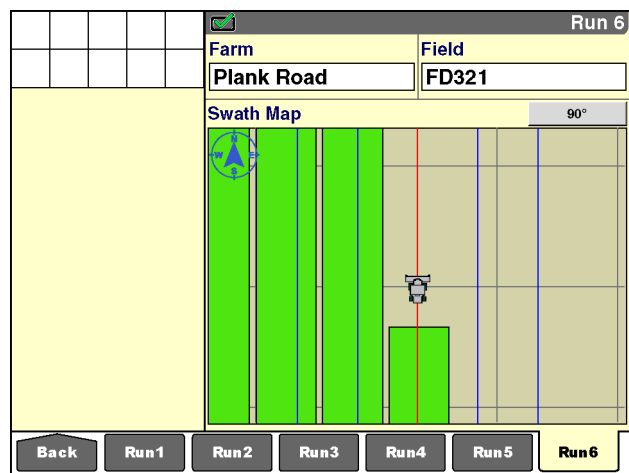 Run 6
Farm
Field
Plank Road
FD321
Swath Map
90°
N
W
E
S
Back
Run1
Run2
Run3
Run4
Run5
Run6